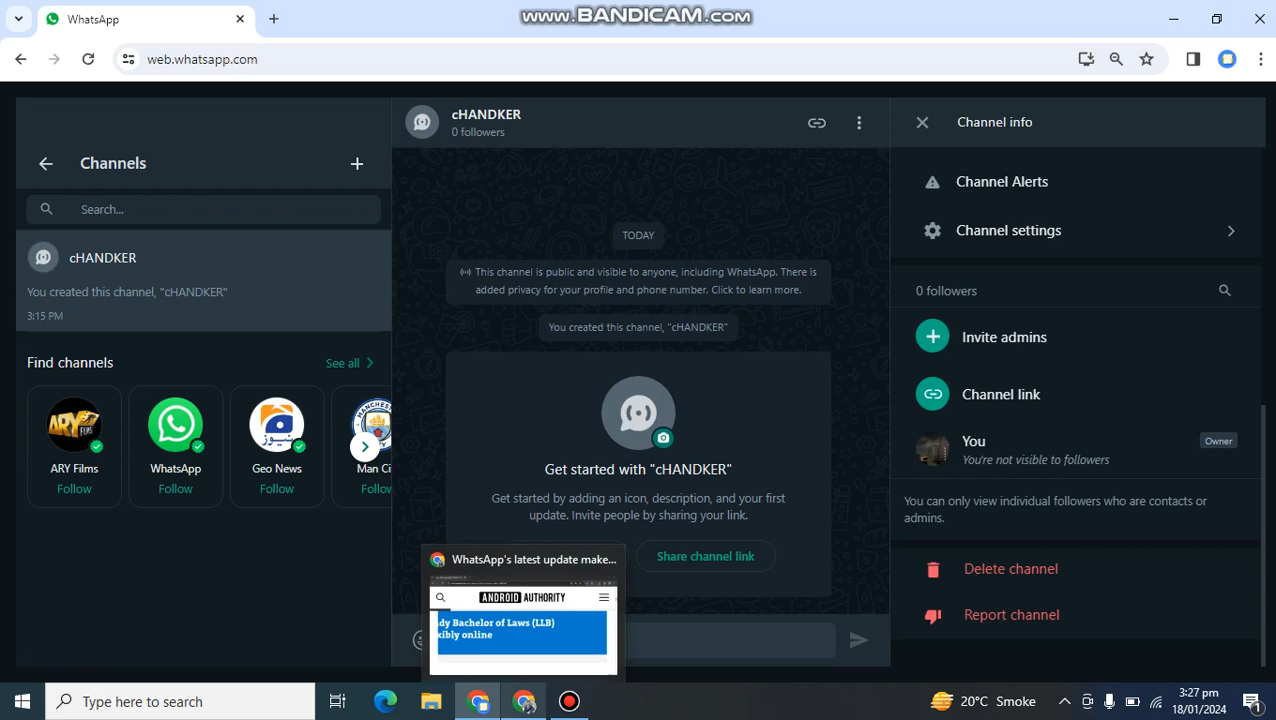 WhatsApp
www.BANDICAM.com
web.whatsapp.com
Channels
Search...
cHANDKER
You created this channel, "cHANDKER"
3:15 PM
Find channels
See all
ARY Films
Follow
WhatsApp
Follow
Geo News
Follow
Man Ci
Follow
cHANDKER
0 followers
TODAY
This channel is public and visible to anyone, including WhatsApp. There is
added privacy for your profile and phone number. Click to learn more.
You created this channel, "cHANDKER"
Get started with "cHANDKER"
Get started by adding an icon, description, and your first
update. Invite people by sharing your link.
Share channel link
WhatsApp's latest update make...
ANDROID AUTHORITY
dy Bachelor of Laws (LLB)
xibly online
Channel info
Channel Alerts
Channel settings
0 followers
Invite admins
Channel link
You
Owner
You're not visible to followers
You can only view individual followers who are contacts or
admins.
Delete channel
Report channel
Type here to search
20°C Smoke
3:27 pm
18/01/2024
1